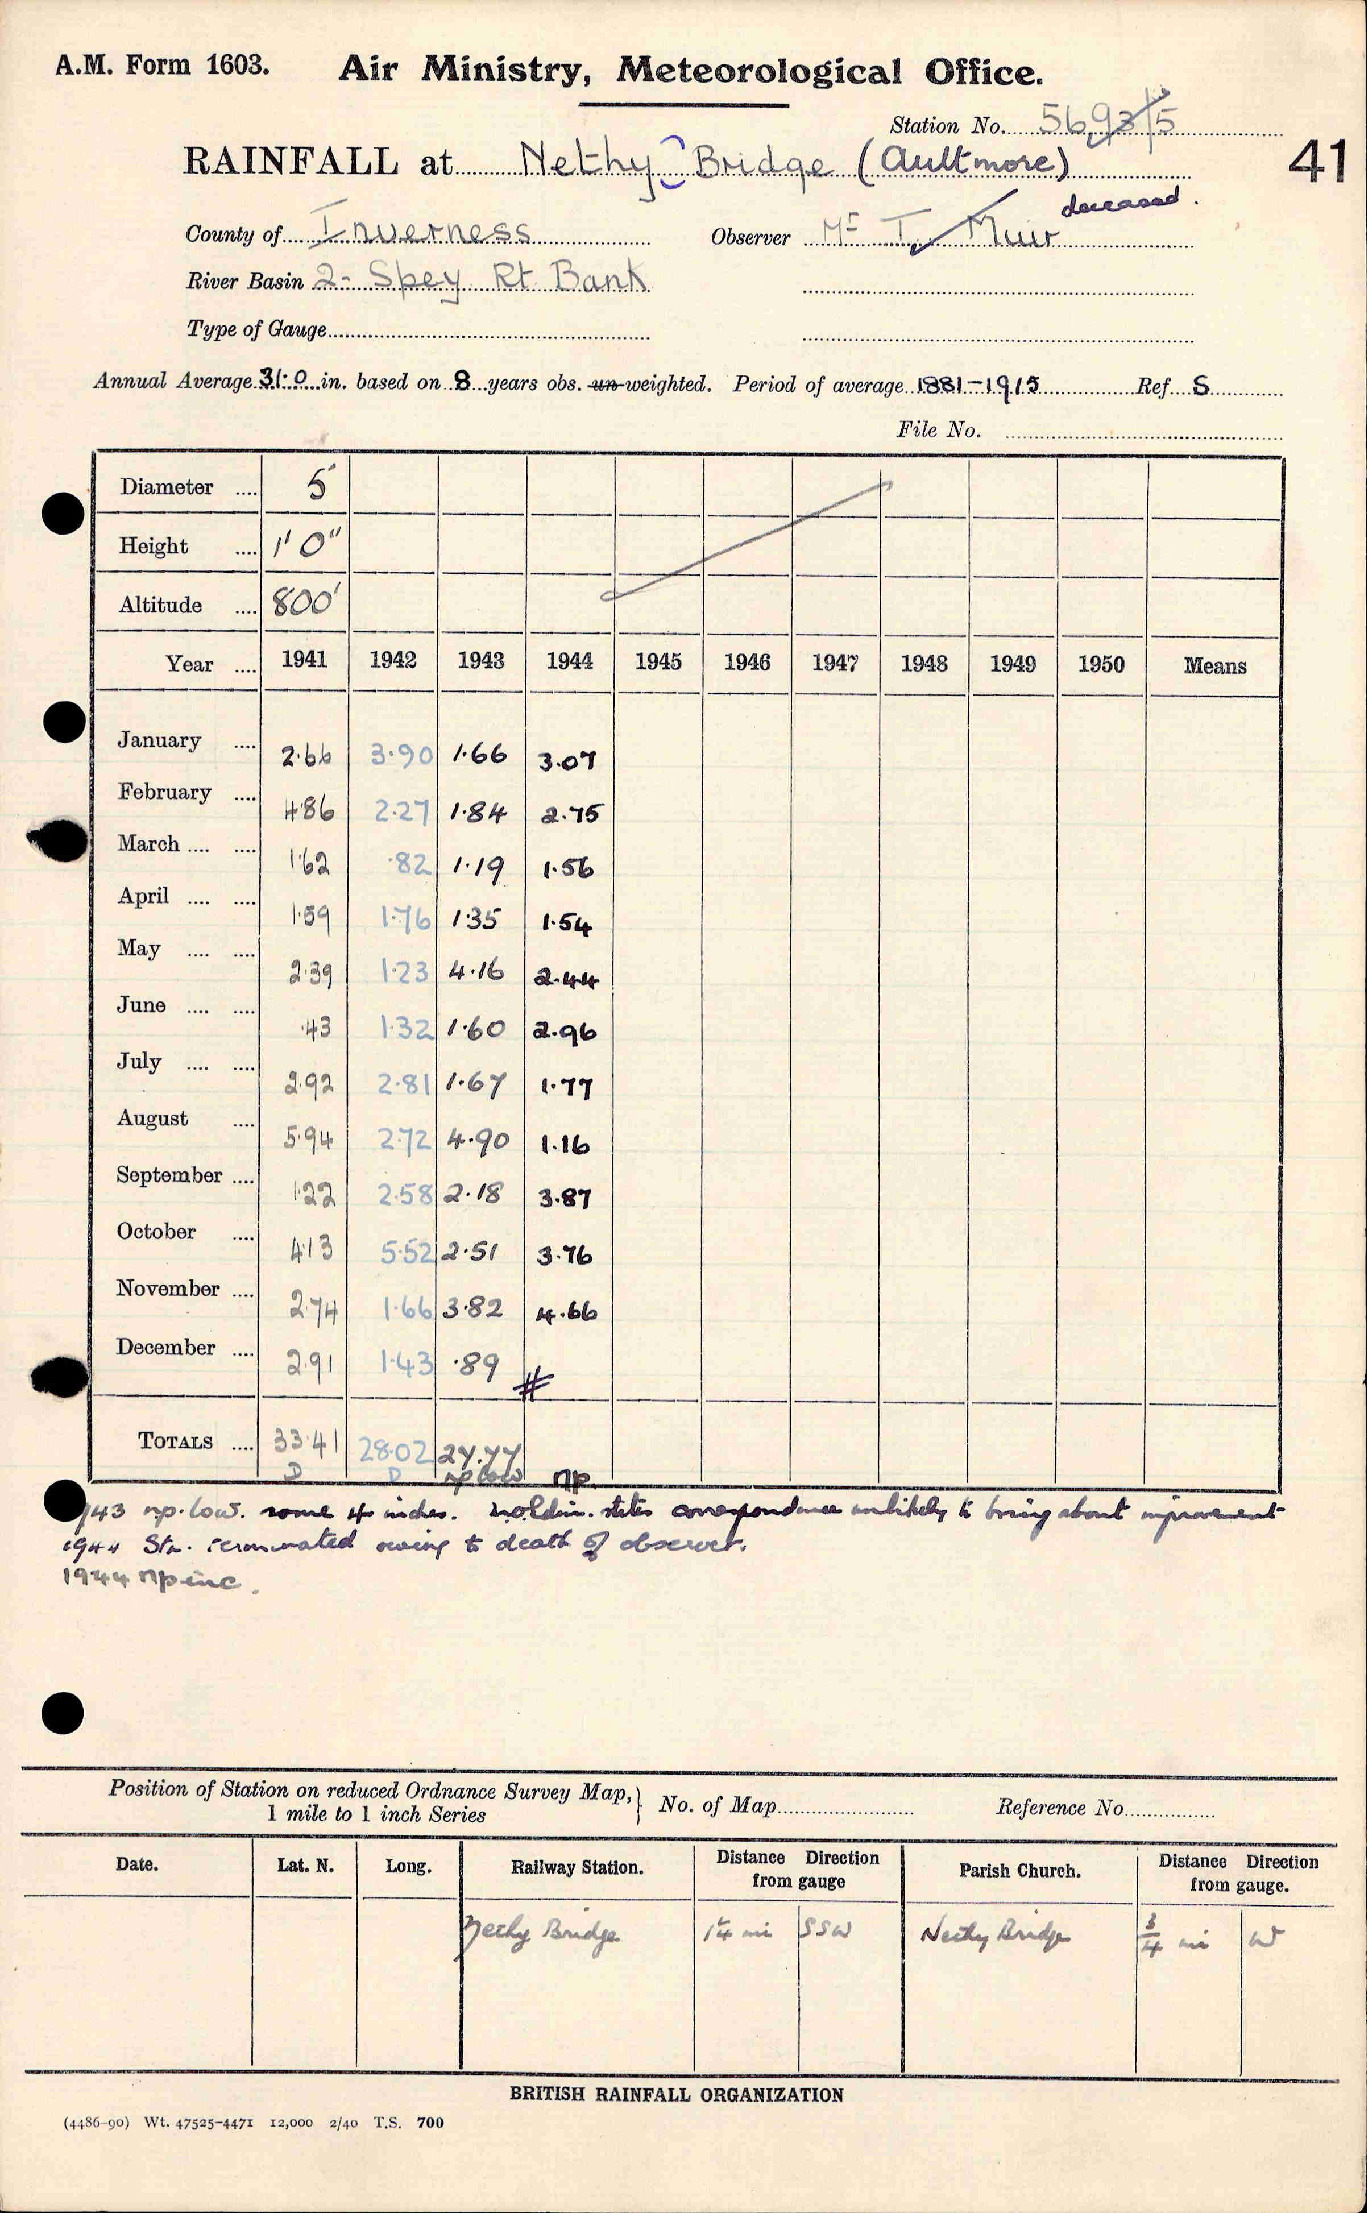 A.M. Form 1603. Air Ministry, Meteorological Office.
Station No. 5693/5
RAINFALL at Nethy Bridge (Aultmore) 41
deceased.
County of Inverness Observer Mr T. Muir
River Basin 2- Spey Rt. Bank
Type of Gauge
Annual Average 31.0 in. based on 8 years obs. un-weighted. Period of average 1881-1915 Ref. S
File No.
Diameter .... 5
Height .... 1' 0"
Altitude .... 800'
Year .... 1941 1942 1943 1944 1945 1946 1947 1948 1949 1950 Means
January .... 2.66 3.90 1.66 3.07
February .... 4.86 2.27 1.84 2.75
March .... .... 1.62 .82 1.19 1.56
April .... .... 1.59 1.76 1.35 1.54
May .... .... 2.39 1.23 4.16 2.44
June .... .... .43 1.32 1.60 2.96
July .... .... 2.92 2.81 1.67 1.77
August .... 5.94 2.72 4.90 1.16
September .... 1.22 2.58 2.18 3.87
October .... 4.13 5.52 2.51 3.76
November .... 2.74 1.66 3.82 4.66
December .... 2.91 1.43 .89 #
TOTALS .... 33.41 28.02 27.77
D D np low np
1943 np. low. some 4 inches. states correspondence unlikely to bring about improvement
1944 Stn. terminated owing to death of observer.
1944 np inc.
Position of Station on reduced Ordnance Survey Map, 1 mile to 1 inch Series } No. of Map Reference No.
Date. Lat. N. Long. Railway Station. Distance Direction from gauge Parish Church. Distance Direction from gauge.
Nethy Bridge 1¼ mi SSW Nethy Bridge ¾ mi W
BRITISH RAINFALL ORGANIZATION
(4486-90) Wt. 47525-4471 12,000 2/40 T.S. 700